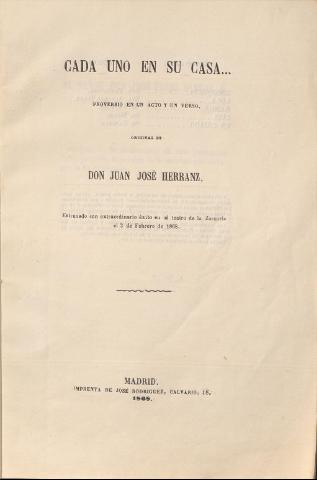 CADA UNO EN SU CASA...
PROVERBIO EN UN ACTO Y EN VERSO,
ORIGINAL DE
DON JUAN JOSÉ HERRANZ.
Estrenado con extraordinario éxito en el teatro de la Zarzuela
el 3 de Febrero de 1868.
MADRID.
IMPRENTA DE JOSÉ RODRIGUEZ, CALVARIO, 18.
1868.